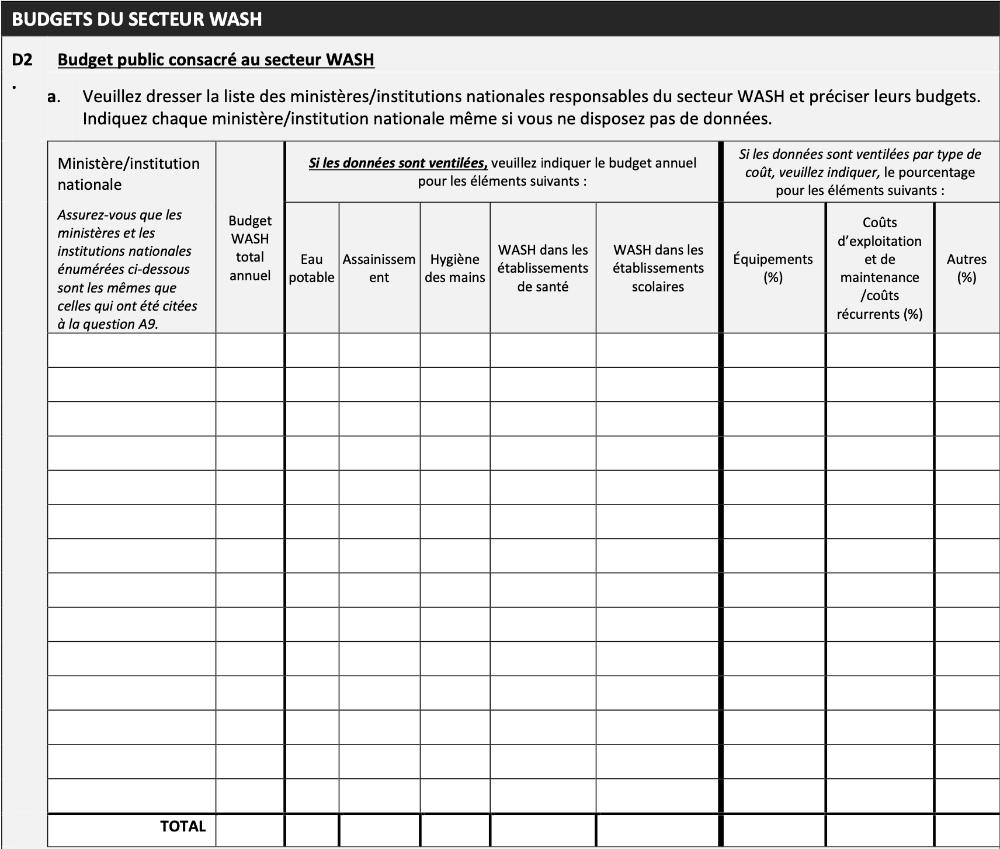 BUDGETS DU SECTEUR WASH
D2 Budget public consacré au secteur WASH
.
a. Veuillez dresser la liste des ministères/institutions nationales responsables du secteur WASH et préciser leurs budgets.
Indiquez chaque ministère/institution nationale même si vous ne disposez pas de données.
Ministère/institution
nationale
Assurez-vous que les
ministères et les
institutions nationales
énumérées ci-dessous
sont les mêmes que
celles qui ont été citées
à la question A9.
Budget
WASH
total
annuel
Si les données sont ventilées, veuillez indiquer le budget annuel
pour les éléments suivants :
Eau
potable
Assainissem
ent
Hygiène
des mains
WASH dans les
établissements
de santé
WASH dans les
établissements
scolaires
Si les données sont ventilées par type de
coût, veuillez indiquer, le pourcentage
pour les éléments suivants :
Équipements
(%)
Coûts
d’exploitation
et de
maintenance
/coûts
récurrents (%)
Autres
(%)
TOTAL